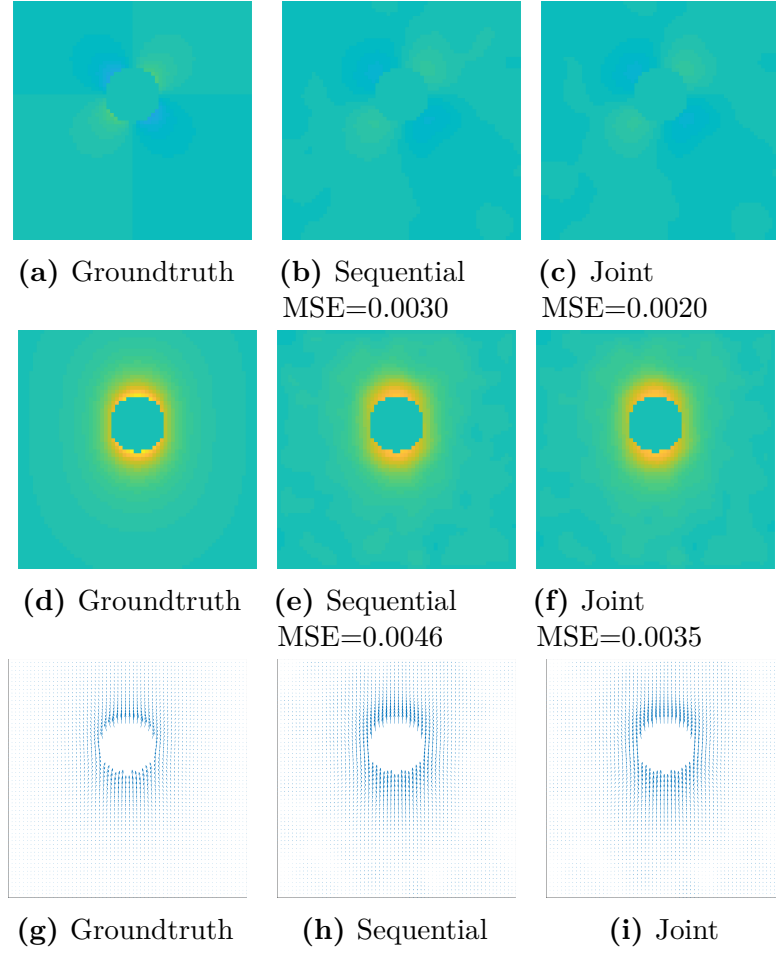 (a) Groundtruth
(b) Sequential
MSE=0.0030
(c) Joint
MSE=0.0020
(d) Groundtruth
(e) Sequential
MSE=0.0046
(f) Joint
MSE=0.0035
(g) Groundtruth
(h) Sequential
(i) Joint